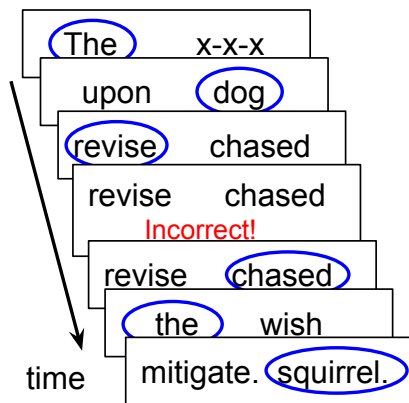 The x-x-x
upon dog
revise chased
revise chased
Incorrect!
revise chased
the wish
mitigate. squirrel.
time